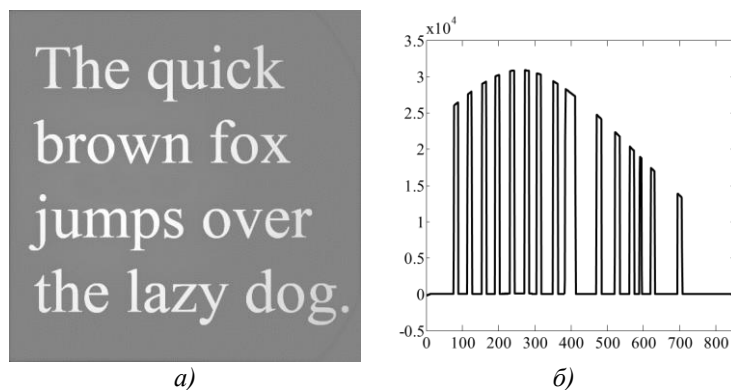 The quick
brown fox
jumps over
the lazy dog.
а)
x10⁴
3.5
3
2.5
2
1.5
1
0.5
0
-0.5
0 100 200 300 400 500 600 700 800
б)